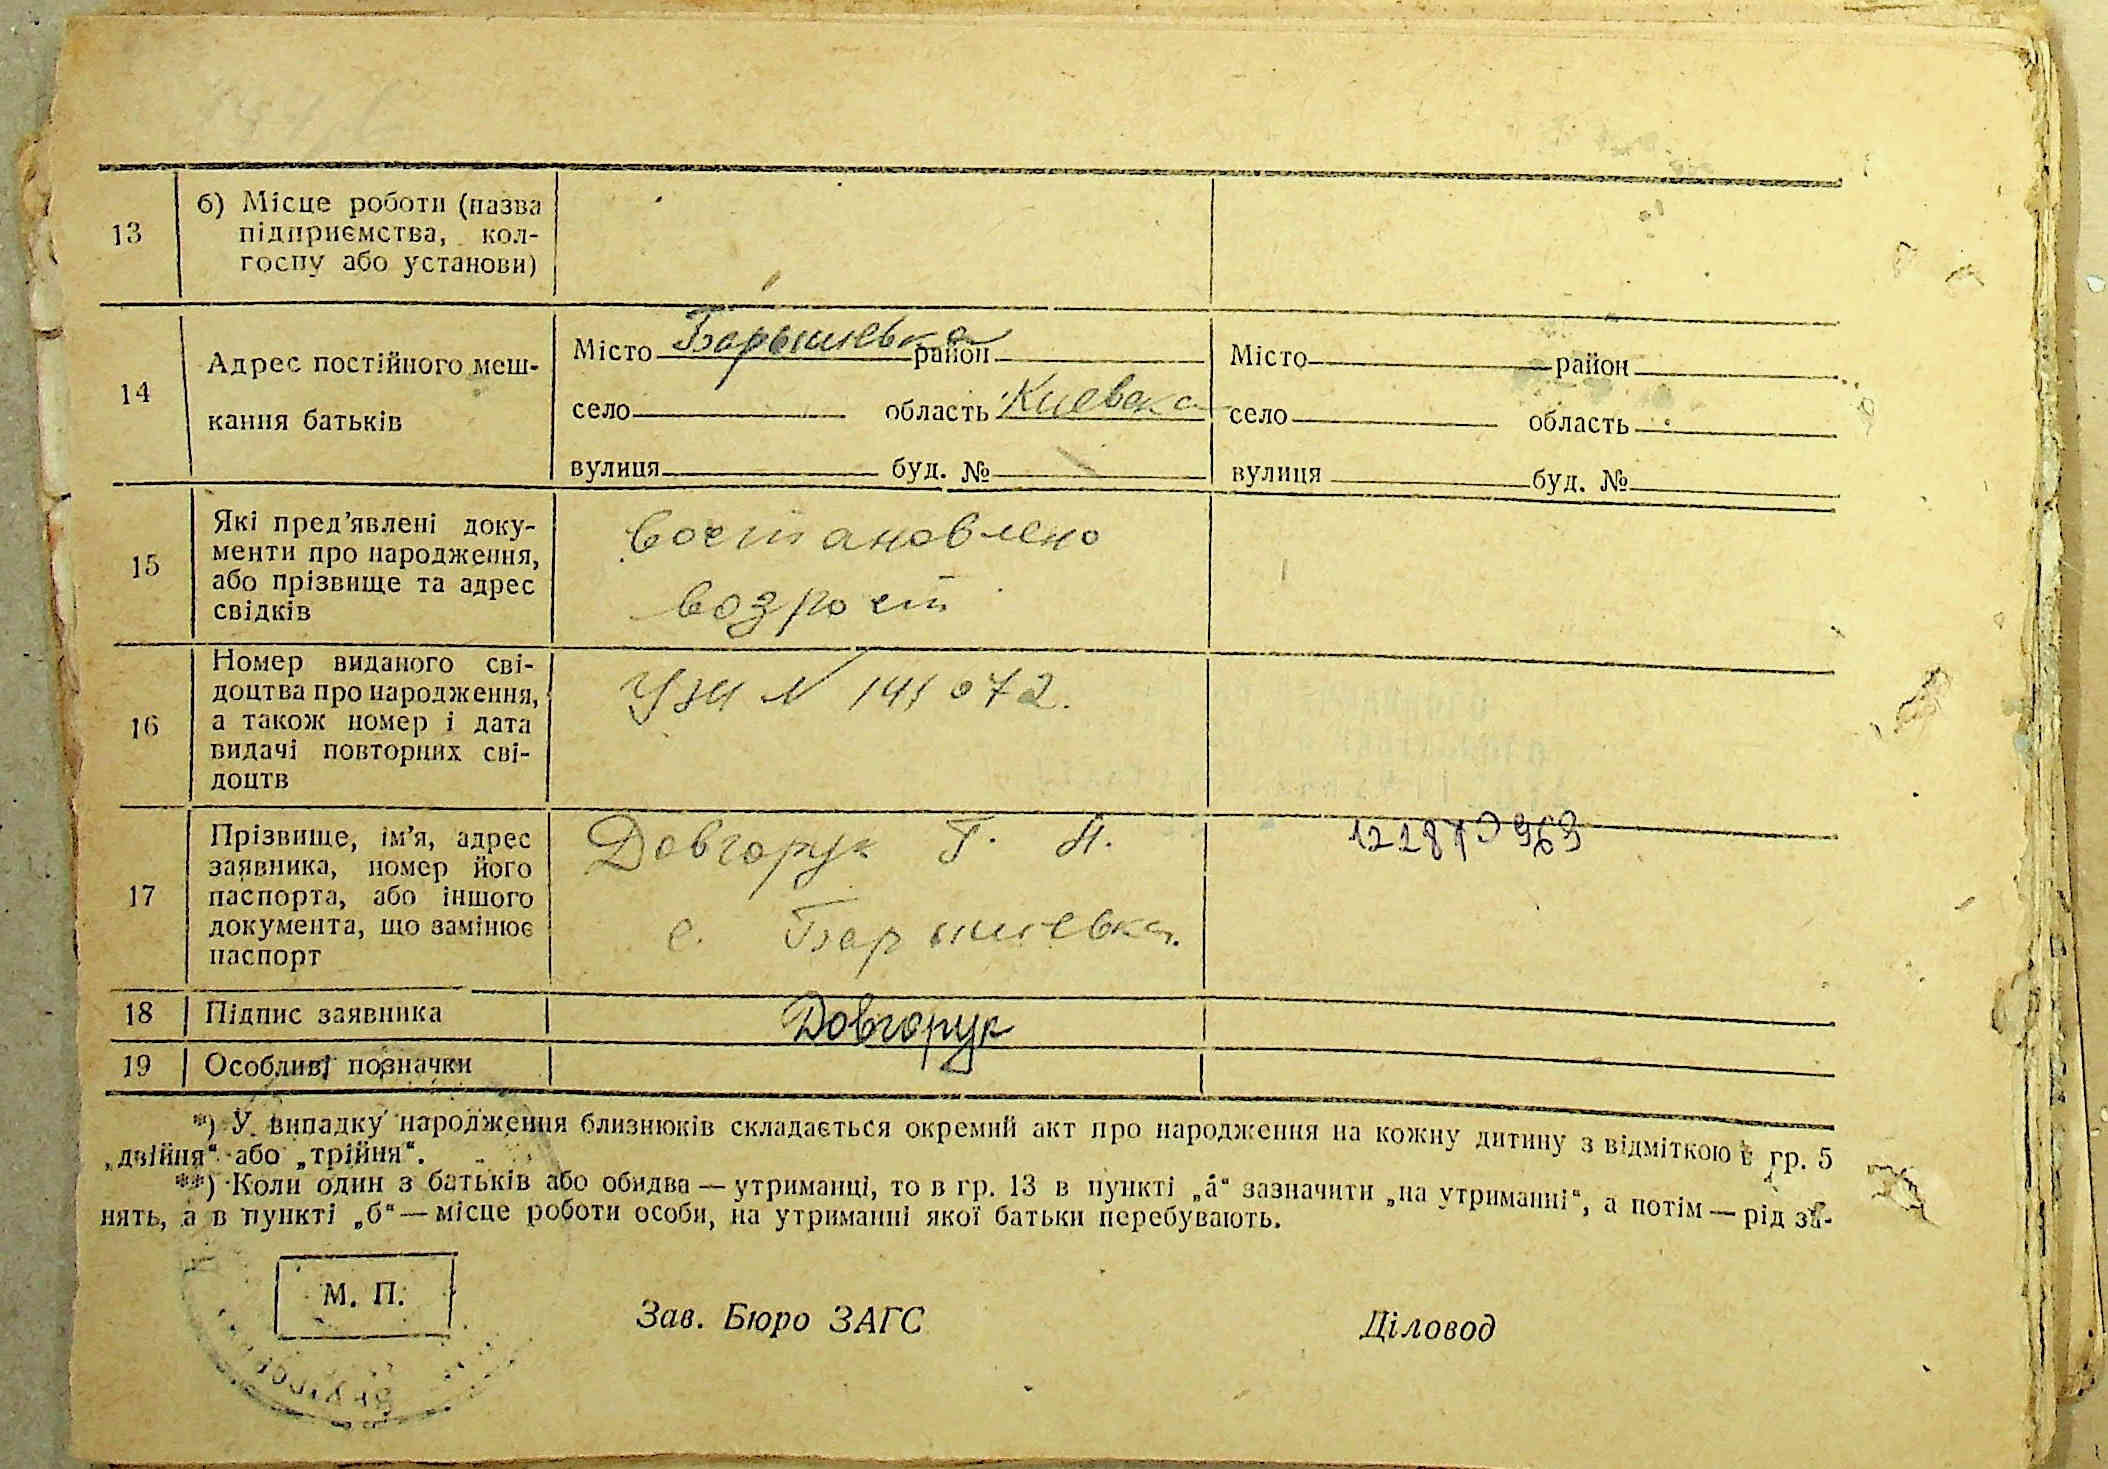 13
б) Місце роботи (назва
підприємства, кол-
госпу або установи)
14
Адрес постійного меш-
кання батьків
Місто Барышевка район
село область Киевска
вулиця буд. №
Місто район
село область
вулиця буд. №
15
Які пред’явлені доку-
менти про народження,
або прізвище та адрес
свідків
Востановлено
возрост
16
Номер виданого сві-
доцтва про народження,
а також номер і дата
видачі повторних сві-
доцтв
N 141072.
17
Прізвище, ім’я, адрес
заявника, номер його
паспорта, або іншого
документа, що замінює
паспорт
Довгорук Г. И.
с. Барышевка.
18
Підпис заявника
Довгорук
19
Особливі позначки
*) У випадку народження близнюків складається окремий акт про народження на кожну дитину з відміткою в гр. 5
„двійня“ або „трійня“.
**) Коли один з батьків або обидва — утриманці, то в гр. 13 в пункті „а“ зазначити „на утриманні“, а потім — рід за-
нять, а в пункті „б“ — місце роботи особи, на утриманні якої батьки перебувають.
М. П.
Зав. Бюро ЗАГС
Діловод